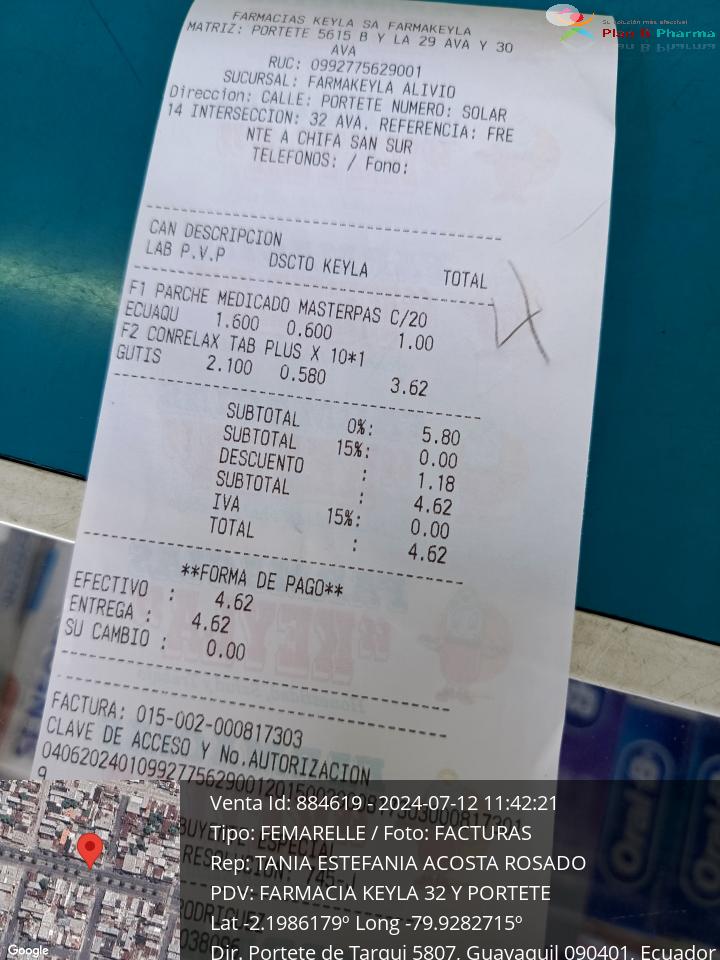 Su solución más efectiva!
Plan B Pharma
FARMACIAS KEYLA SA FARMAKEYLA
MATRIZ: PORTETE 5615 B Y LA 29 AVA Y 30
AVA
RUC: 0992775629001
SUCURSAL: FARMAKEYLA ALIVIO
Direccion: CALLE: PORTETE NUMERO: SOLAR
14 INTERSECCION: 32 AVA. REFERENCIA: FRE
NTE A CHIFA SAN SUR
TELEFONOS: / Fono:
CAN DESCRIPCION
LAB P.V.P DSCTO KEYLA TOTAL
F1 PARCHE MEDICADO MASTERPAS C/20
ECUAQU 1.600 0.600 1.00
F2 CONRELAX TAB PLUS X 10*1
GUTIS 2.100 0.580 3.62
SUBTOTAL 0%: 5.80
SUBTOTAL 15%: 0.00
DESCUENTO : 1.18
SUBTOTAL : 4.62
IVA 15%: 0.00
TOTAL : 4.62
**FORMA DE PAGO**
EFECTIVO : 4.62
ENTREGA : 4.62
SU CAMBIO : 0.00
FACTURA: 015-002-000817303
CLAVE DE ACCESO Y No.AUTORIZACION
9
Venta Id: 884619 - 2024-07-12 11:42:21
Tipo: FEMARELLE / Foto: FACTURAS
Rep: TANIA ESTEFANIA ACOSTA ROSADO
PDV: FARMACIA KEYLA 32 Y PORTETE
Lat -2.1986179º Long -79.9282715º
Dir. Portete de Tarqui 5807, Guayaquil 090401, Ecuador
Google
Oral-B
Oral-B